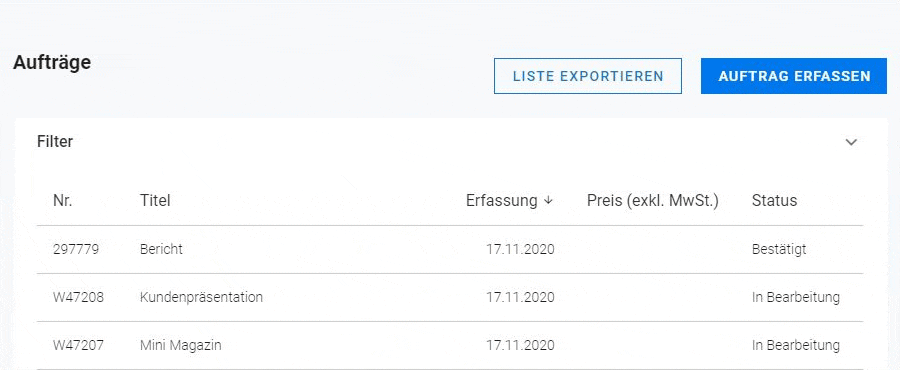 Aufträge
LISTE EXPORTIEREN AUFTRAG ERFASSEN
Filter
Nr. Titel Erfassung ↓ Preis (exkl. MwSt.) Status
297779 Bericht 17.11.2020 Bestätigt
W47208 Kundenpräsentation 17.11.2020 In Bearbeitung
W47207 Mini Magazin 17.11.2020 In Bearbeitung